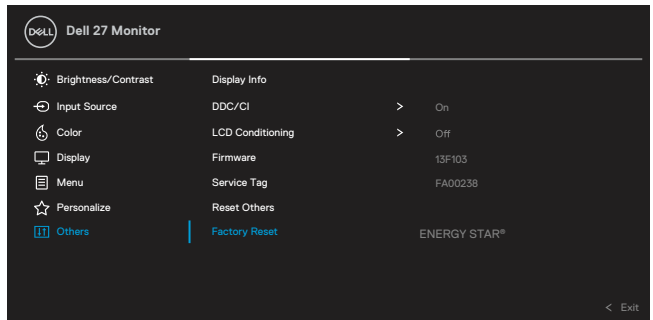 DELL Dell 27 Monitor
Brightness/Contrast Display Info
Input Source DDC/CI > On
Color LCD Conditioning > Off
Display Firmware 13F103
Menu Service Tag FA00238
Personalize Reset Others
Others Factory Reset ENERGY STAR®
< Exit